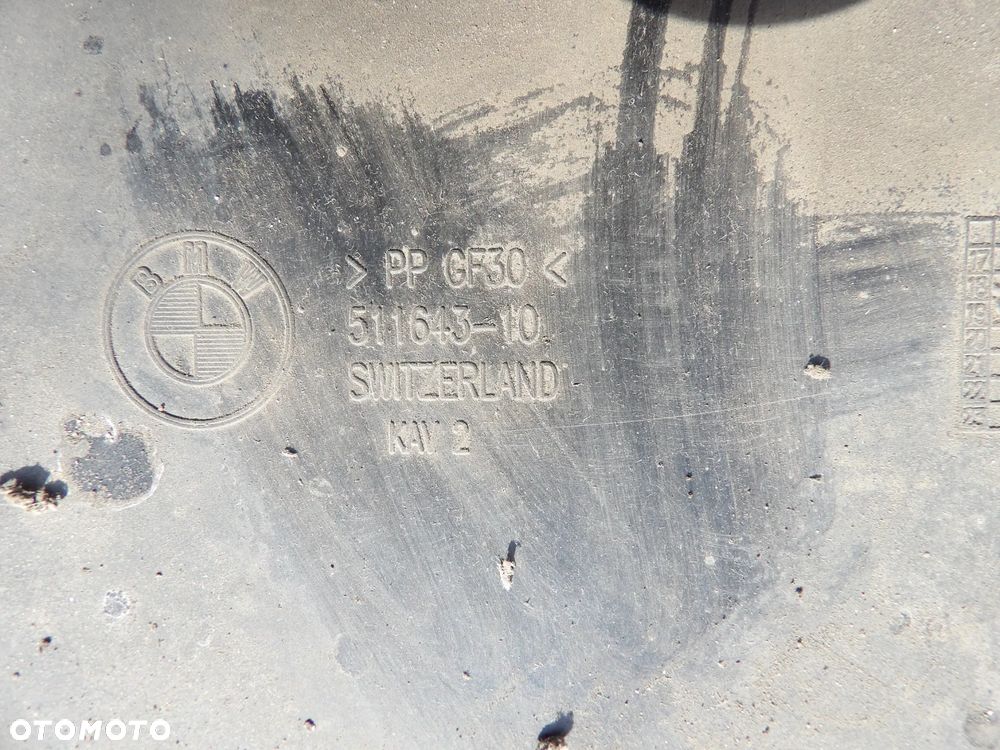 BMW
> PP GF30 <
511643-10
SWITZERLAND
KAV 2
OTOMOTO